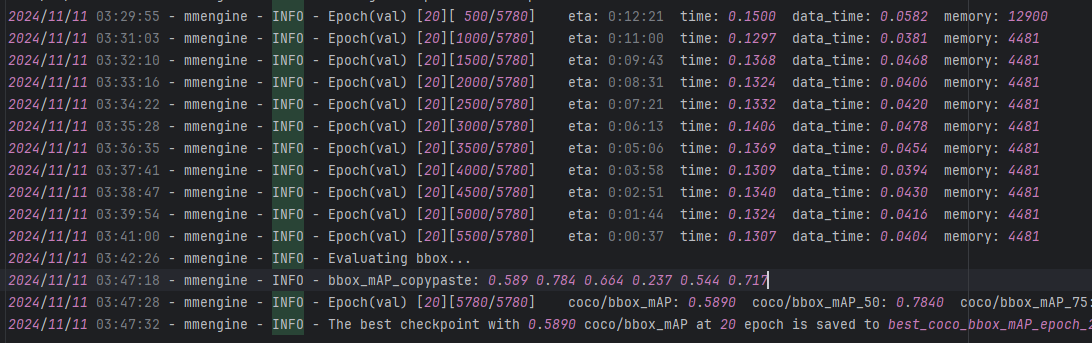 2024/11/11 03:29:55 - mmengine - INFO - Epoch(val) [20][ 500/5780]    eta: 0:12:21  time: 0.1500  data_time: 0.0582  memory: 12900
2024/11/11 03:31:03 - mmengine - INFO - Epoch(val) [20][1000/5780]    eta: 0:11:00  time: 0.1297  data_time: 0.0381  memory: 4481
2024/11/11 03:32:10 - mmengine - INFO - Epoch(val) [20][1500/5780]    eta: 0:09:43  time: 0.1368  data_time: 0.0468  memory: 4481
2024/11/11 03:33:16 - mmengine - INFO - Epoch(val) [20][2000/5780]    eta: 0:08:31  time: 0.1324  data_time: 0.0406  memory: 4481
2024/11/11 03:34:22 - mmengine - INFO - Epoch(val) [20][2500/5780]    eta: 0:07:21  time: 0.1332  data_time: 0.0420  memory: 4481
2024/11/11 03:35:28 - mmengine - INFO - Epoch(val) [20][3000/5780]    eta: 0:06:13  time: 0.1406  data_time: 0.0478  memory: 4481
2024/11/11 03:36:35 - mmengine - INFO - Epoch(val) [20][3500/5780]    eta: 0:05:06  time: 0.1369  data_time: 0.0454  memory: 4481
2024/11/11 03:37:41 - mmengine - INFO - Epoch(val) [20][4000/5780]    eta: 0:03:58  time: 0.1309  data_time: 0.0394  memory: 4481
2024/11/11 03:38:47 - mmengine - INFO - Epoch(val) [20][4500/5780]    eta: 0:02:51  time: 0.1340  data_time: 0.0430  memory: 4481
2024/11/11 03:39:54 - mmengine - INFO - Epoch(val) [20][5000/5780]    eta: 0:01:44  time: 0.1324  data_time: 0.0416  memory: 4481
2024/11/11 03:41:00 - mmengine - INFO - Epoch(val) [20][5500/5780]    eta: 0:00:37  time: 0.1307  data_time: 0.0404  memory: 4481
2024/11/11 03:42:26 - mmengine - INFO - Evaluating bbox...
2024/11/11 03:47:18 - mmengine - INFO - bbox_mAP_copypaste: 0.589 0.784 0.664 0.237 0.544 0.717
2024/11/11 03:47:28 - mmengine - INFO - Epoch(val) [20][5780/5780]    coco/bbox_mAP: 0.5890  coco/bbox_mAP_50: 0.7840  coco/bbox_mAP_75:
2024/11/11 03:47:32 - mmengine - INFO - The best checkpoint with 0.5890 coco/bbox_mAP at 20 epoch is saved to best_coco_bbox_mAP_epoch_2